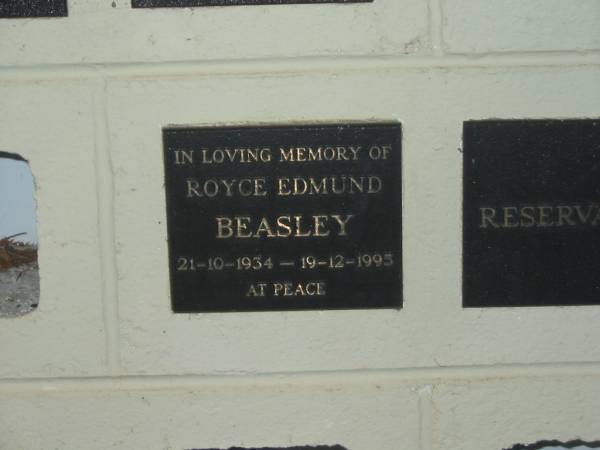 IN LOVING MEMORY OF
ROYCE EDMUND
BEASLEY
21-10-1934 - 19-12-1995
AT PEACE
RESERVA